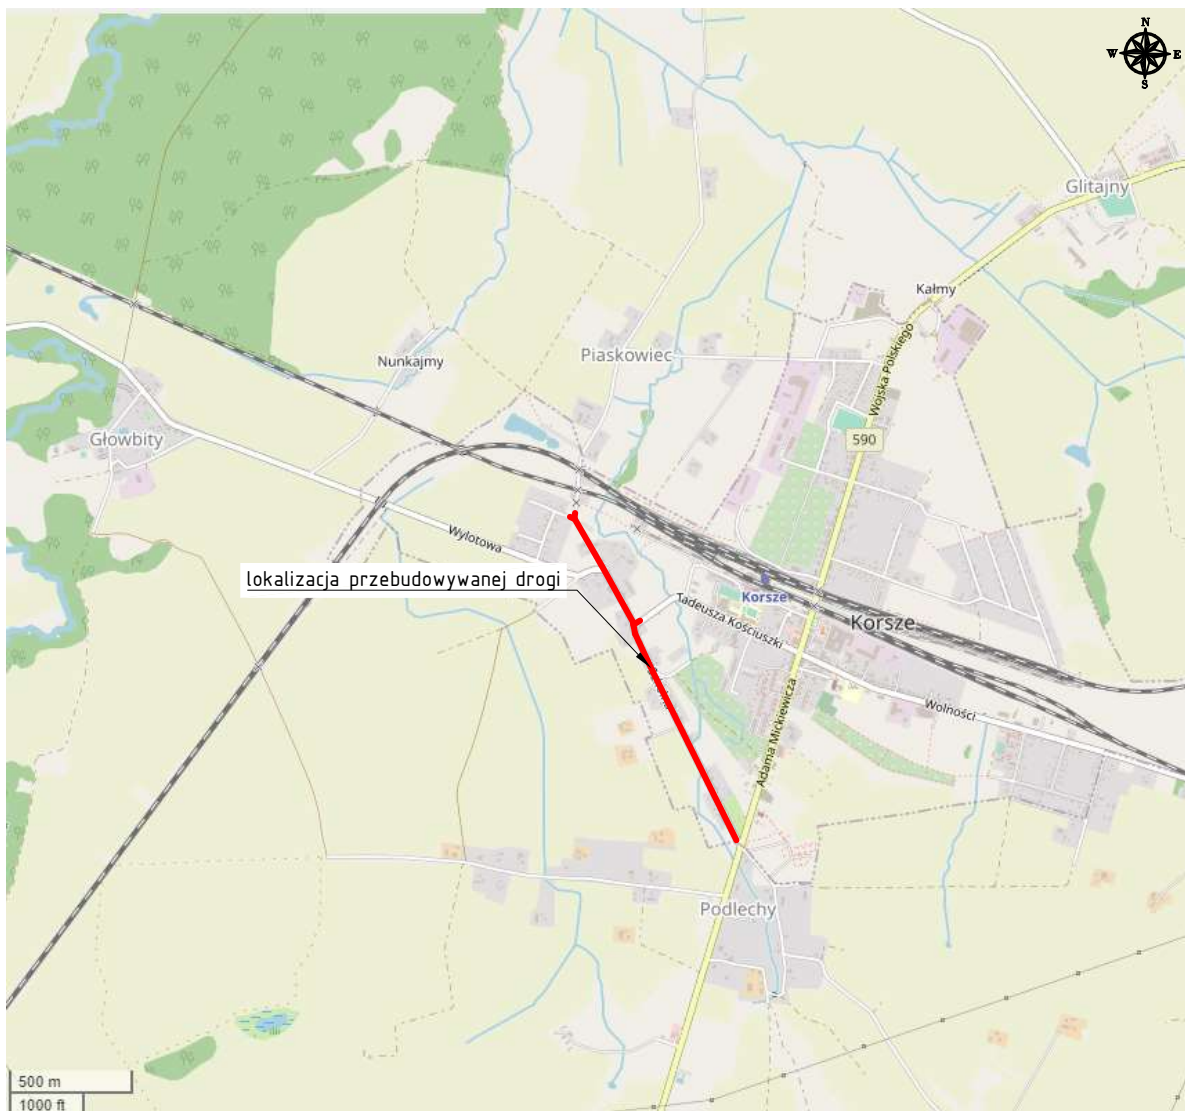 N
W E
S
Glitajny
Kałmy
Piaskowiec
Nunkajmy
Wojska Polskiego
590
Głowbity
Wylotowa
lokalizacja przebudowywanej drogi
Korsze
Tadeusza Kościuszki
Korsze
Adama Mickiewicza
Wolności
Podlechy
500 m
1000 ft